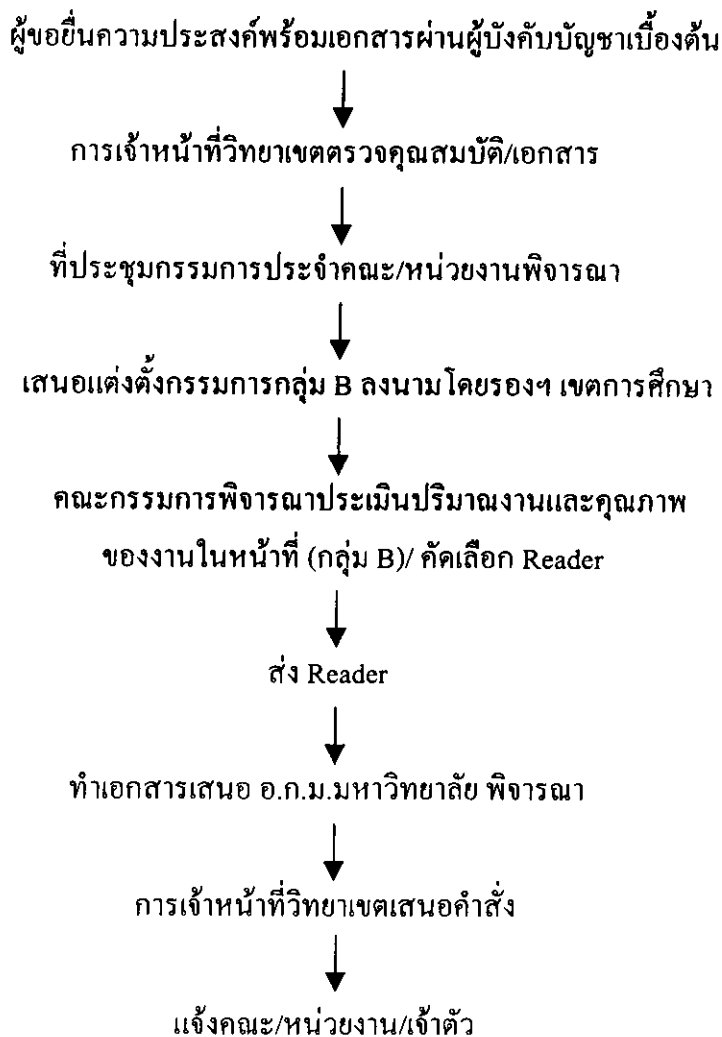 ผู้ขอยื่นความประสงค์พร้อมเอกสารผ่านผู้บังคับบัญชาเบื้องต้น
การเจ้าหน้าที่วิทยาเขตตรวจคุณสมบัติ/เอกสาร
ที่ประชุมกรรมการประจำคณะ/หน่วยงานพิจารณา
เสนอแต่งตั้งกรรมการกลุ่ม B ลงนามโดยรองฯ เขตการศึกษา
คณะกรรมการพิจารณาประเมินปริมาณงานและคุณภาพ
ของงานในหน้าที่ (กลุ่ม B)/ คัดเลือก Reader
ส่ง Reader
ทำเอกสารเสนอ อ.ก.ม.มหาวิทยาลัย พิจารณา
การเจ้าหน้าที่วิทยาเขตเสนอคำสั่ง
แจ้งคณะ/หน่วยงาน/เจ้าตัว